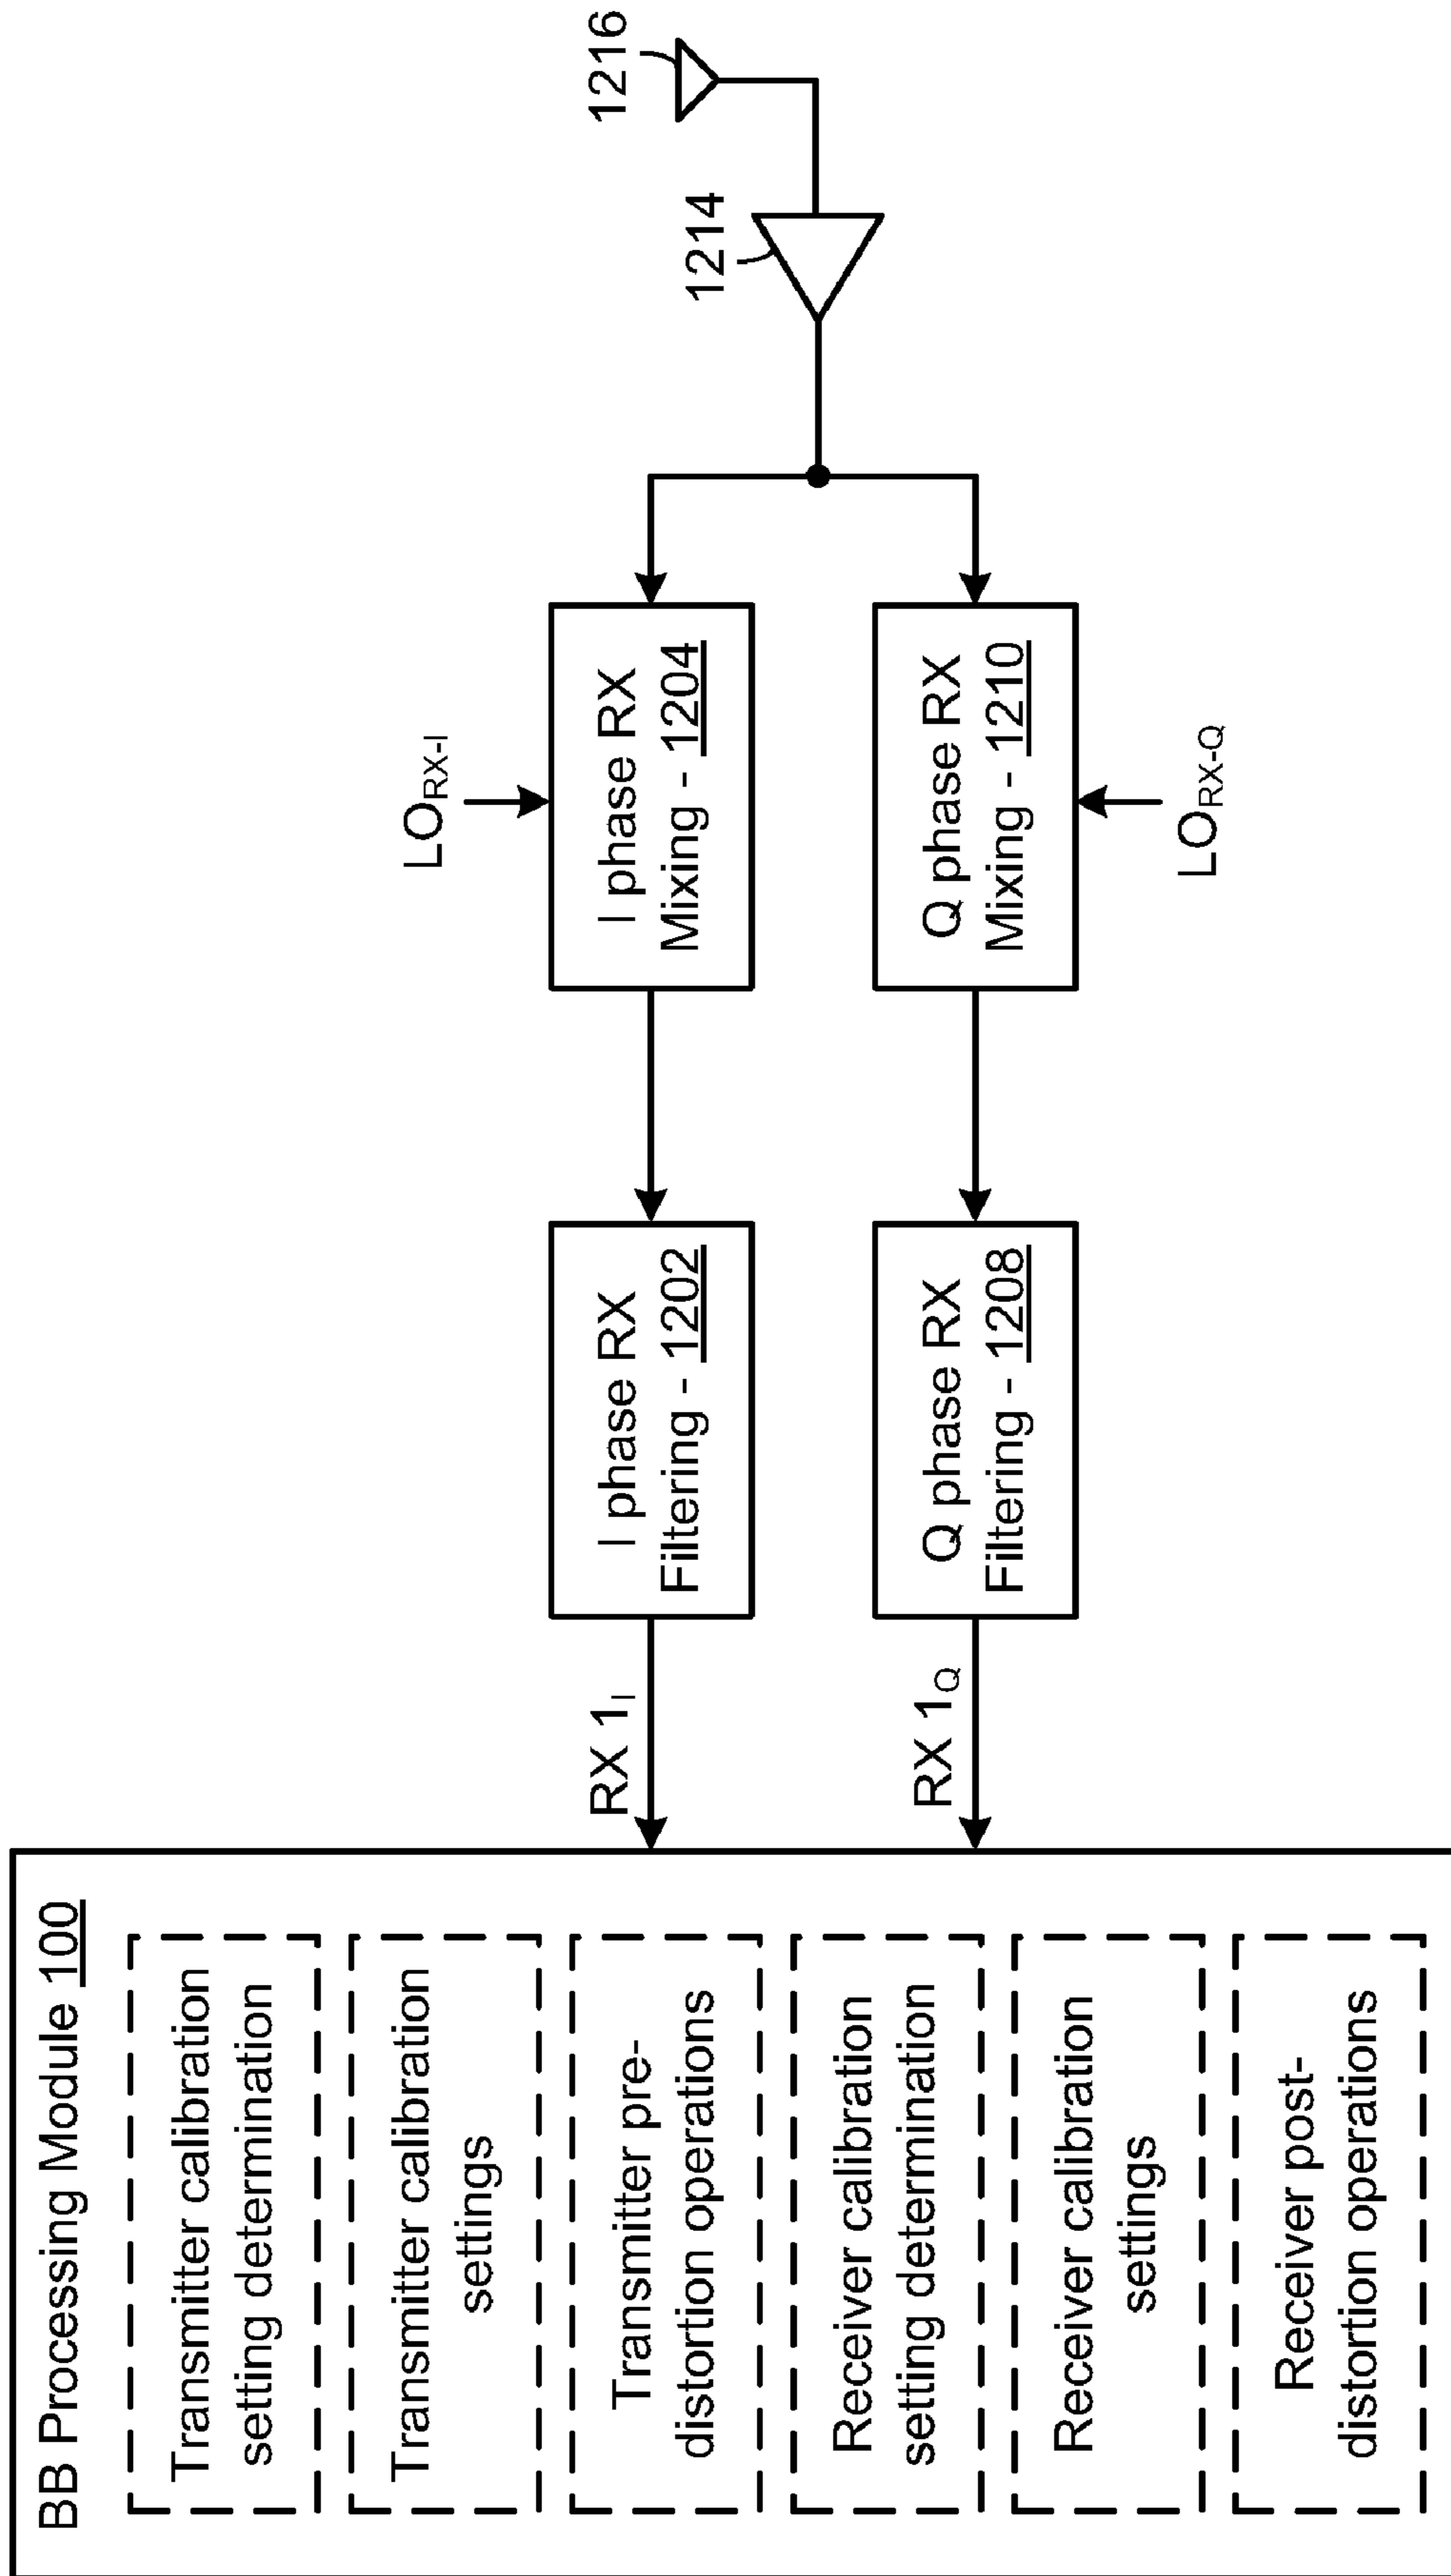 BB Processing Module 100
Transmitter calibration
setting determination
Transmitter calibration
settings
Transmitter pre-
distortion operations
Receiver calibration
setting determination
Receiver calibration
settings
Receiver post-
distortion operations
RX 1I
RX 1Q
I phase RX
Filtering - 1202
Q phase RX
Filtering - 1208
LORX-I
I phase RX
Mixing - 1204
Q phase RX
Mixing - 1210
LORX-Q
1214
1216